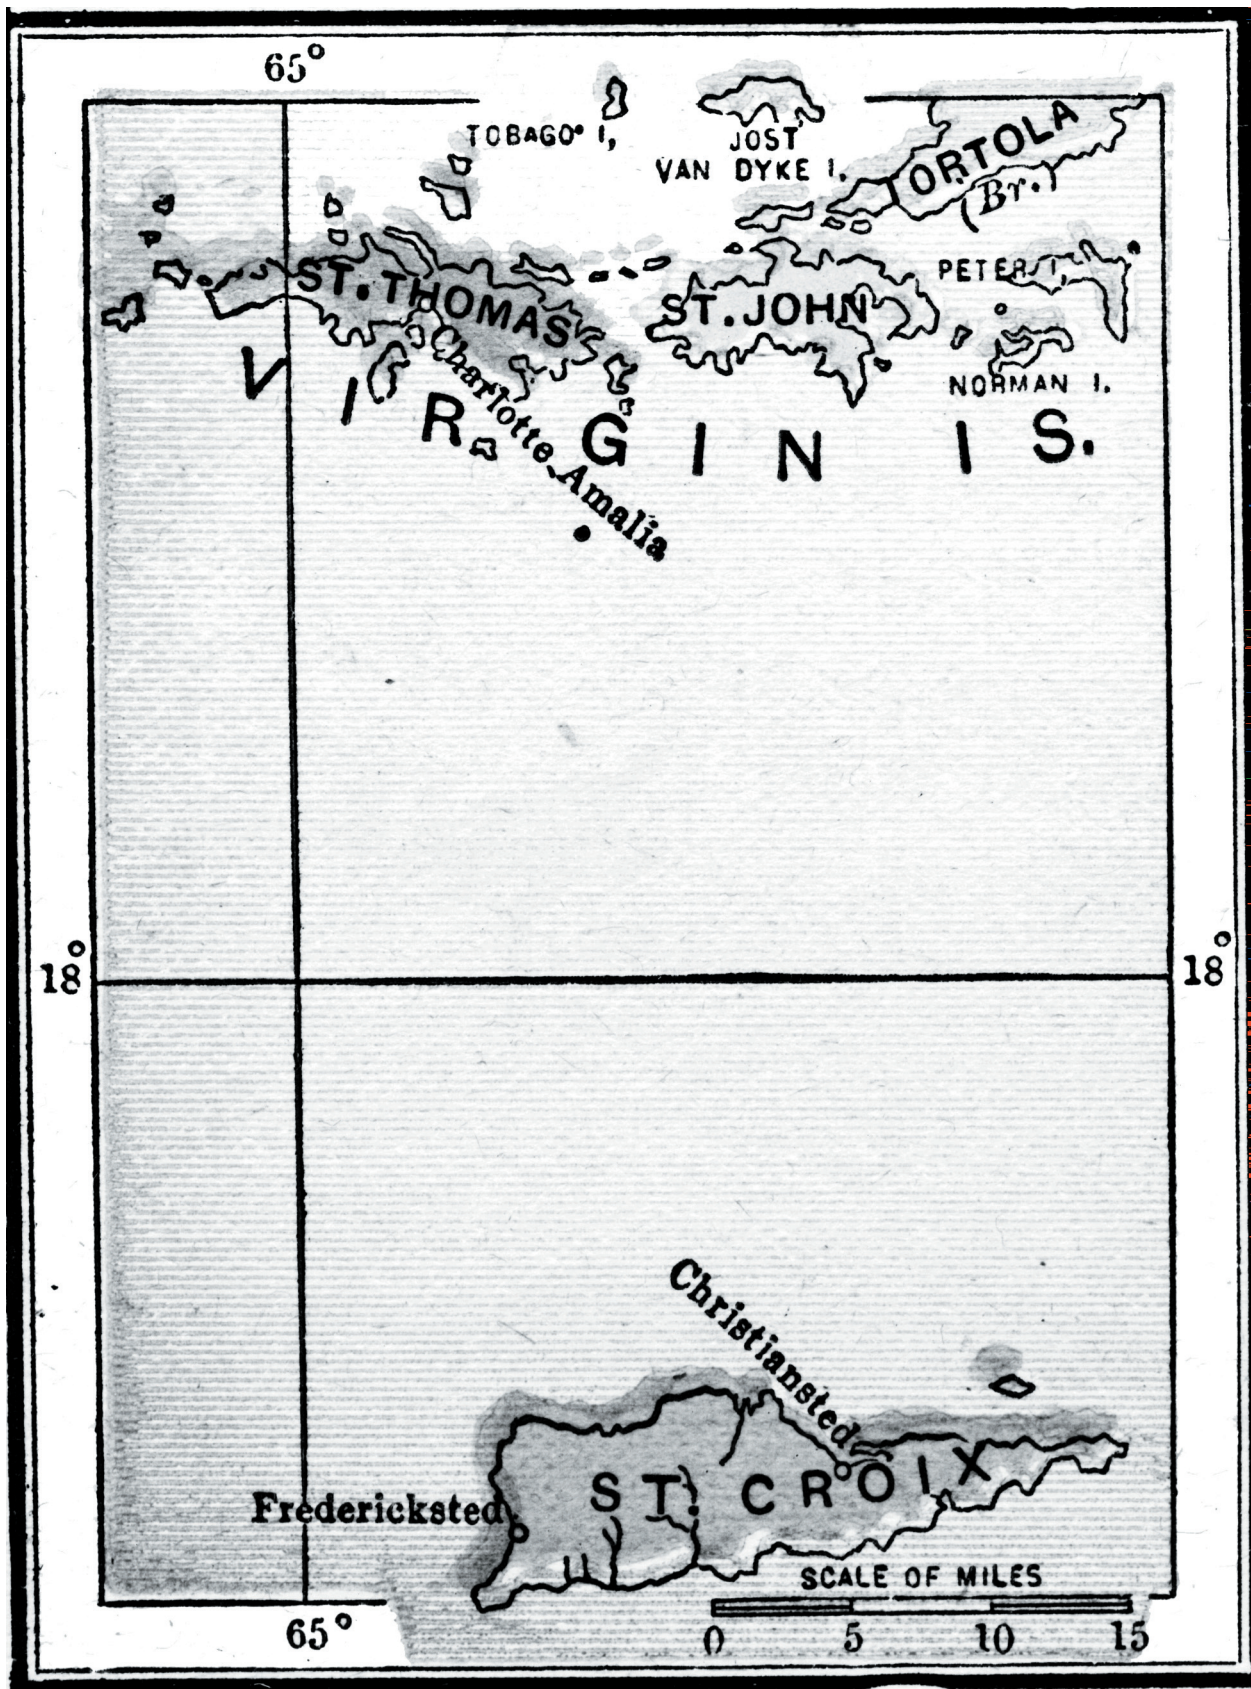 65°
TOBAGO I,
JOST
VAN DYKE I.
TORTOLA
(Br.)
PETER I,
ST. THOMAS
ST. JOHN
NORMAN I.
VIRGIN IS.
Charlotte Amalia
18°
18°
Christiansted
ST. CROIX
Fredericksted
SCALE OF MILES
65°
0 5 10 15